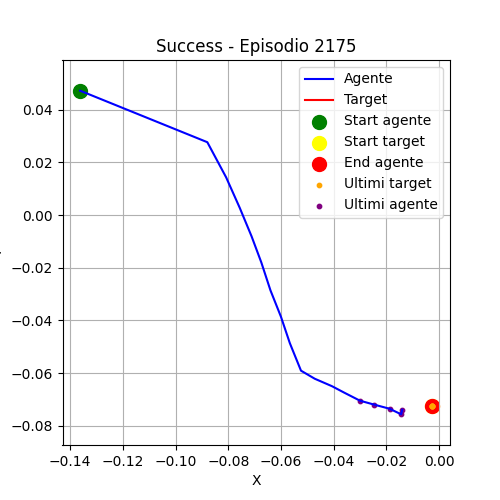 Success - Episodio 2175
Agente
Target
Start agente
Start target
End agente
Ultimi target
Ultimi agente
0.04
0.02
0.00
−0.02
−0.04
−0.06
−0.08
−0.14 −0.12 −0.10 −0.08 −0.06 −0.04 −0.02 0.00
X